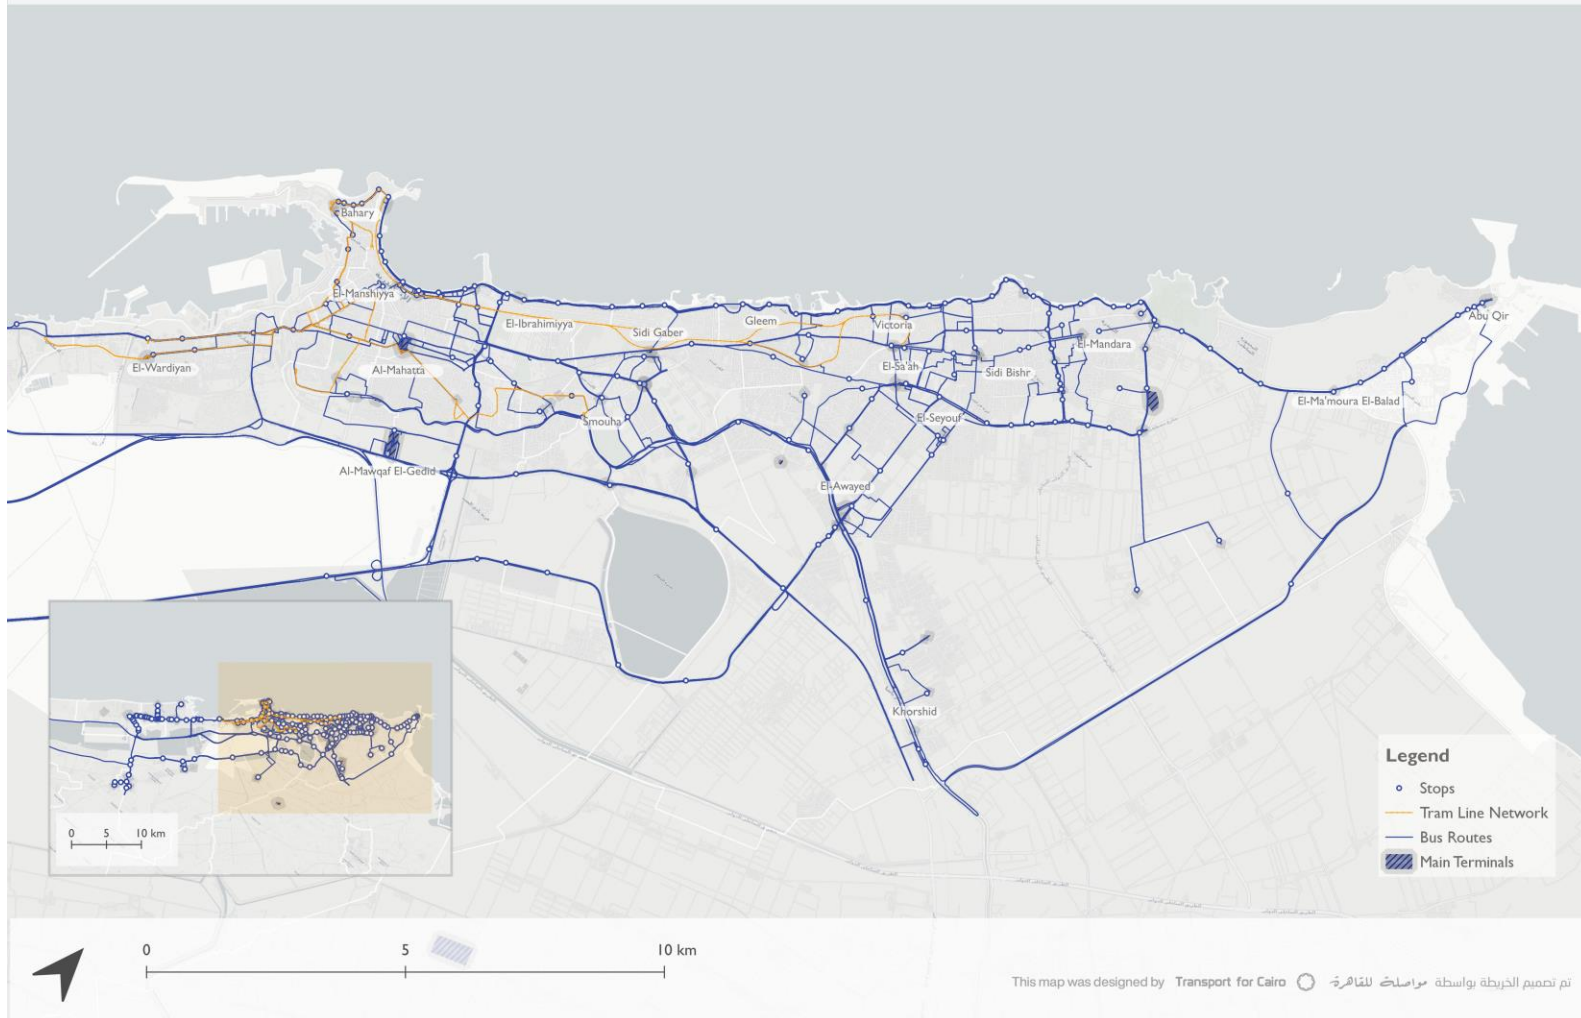 Bahary
El-Manshiyya
El-Ibrahimiyya
Sidi Gaber
Gleem
Victoria
Abu Qir
El-Wardiyan
Al-Mahatta
El-Sa'ah
Sidi Bishr
El-Mandara
El-Ma'moura El-Balad
Smouha
El-Seyouf
Al-Mawqaf El-Gedid
El-Awayed
Khorshid
0 5 10 km
Legend
Stops
Tram Line Network
Bus Routes
Main Terminals
0 5 10 km
This map was designed by Transport for Cairo
تم تصميم الخريطة بواسطة مواصلة للقاهرة